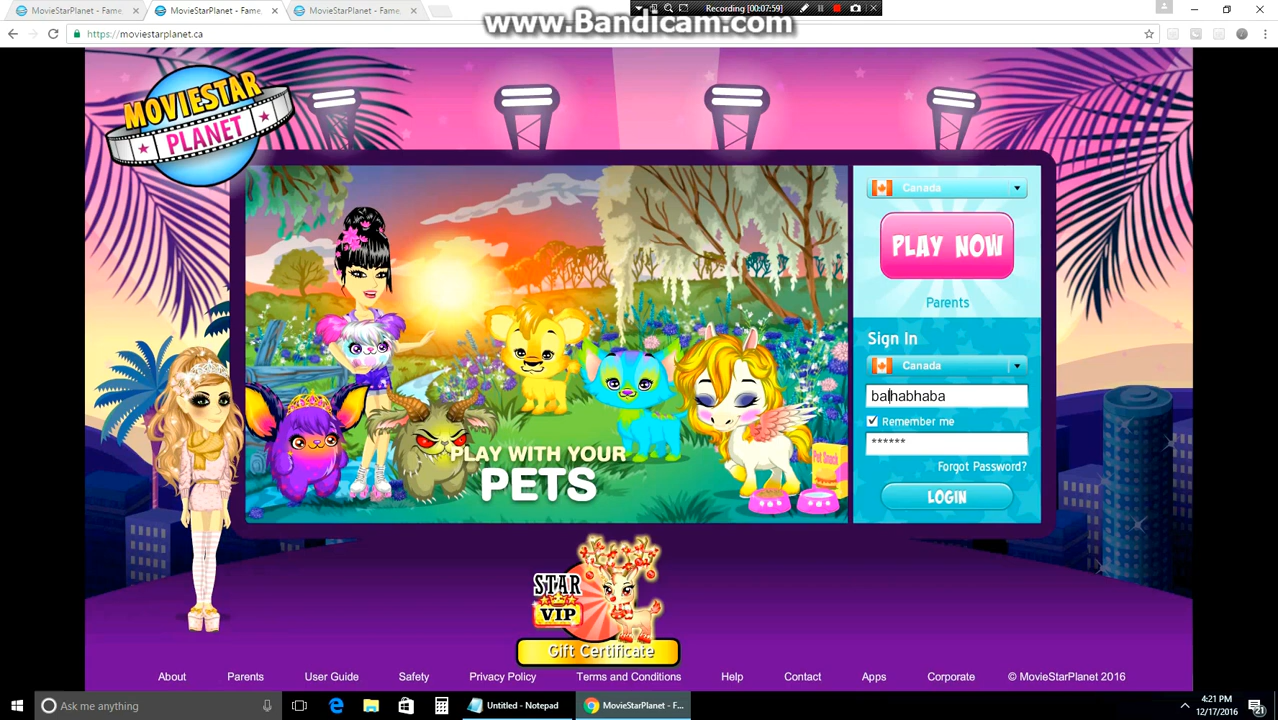 MovieStarPlanet - Fame,
MovieStarPlanet - Fame,
MovieStarPlanet - Fame,
Recording [00:07:59]
www.Bandicam.com
https://moviestarplanet.ca
MOVIESTAR
PLANET
Canada
PLAY NOW
Parents
Sign In
Canada
Remember me
******
Forgot Password?
LOGIN
PLAY WITH YOUR
PETS
Pet Snack
STAR
VIP
Gift Certificate
About
Parents
User Guide
Safety
Privacy Policy
Terms and Conditions
Help
Contact
Apps
Corporate
© MovieStarPlanet 2016
Ask me anything
Untitled - Notepad
MovieStarPlanet - F...
4:21 PM
12/17/2016
21